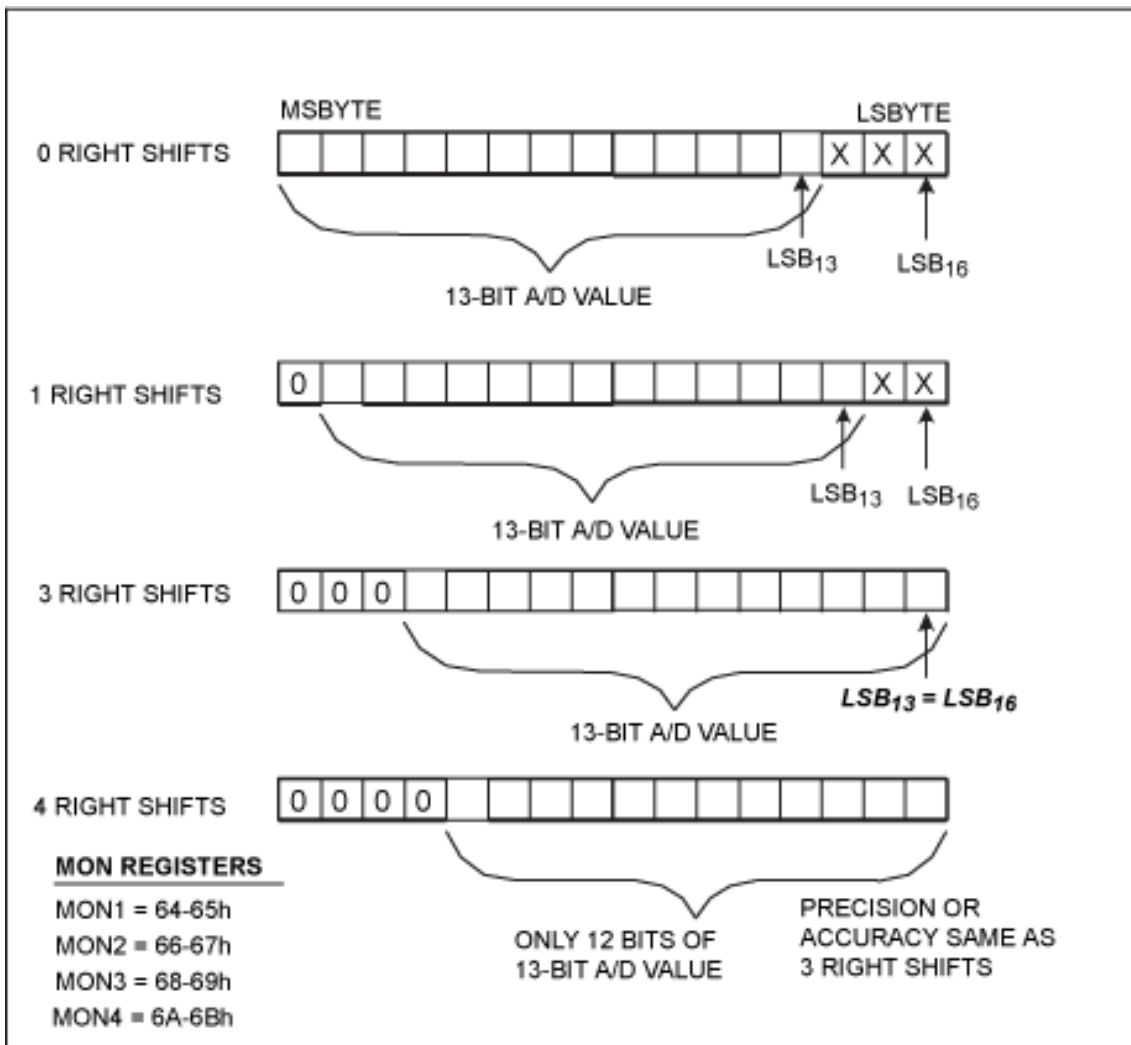 MSBYTE LSBYTE
0 RIGHT SHIFTS X X X
LSB13 LSB16
13-BIT A/D VALUE
1 RIGHT SHIFTS 0 X X
LSB13 LSB16
13-BIT A/D VALUE
3 RIGHT SHIFTS 0 0 0
LSB13 = LSB16
13-BIT A/D VALUE
4 RIGHT SHIFTS 0 0 0 0
MON REGISTERS
MON1 = 64-65h
MON2 = 66-67h
MON3 = 68-69h
MON4 = 6A-6Bh
ONLY 12 BITS OF
13-BIT A/D VALUE
PRECISION OR
ACCURACY SAME AS
3 RIGHT SHIFTS